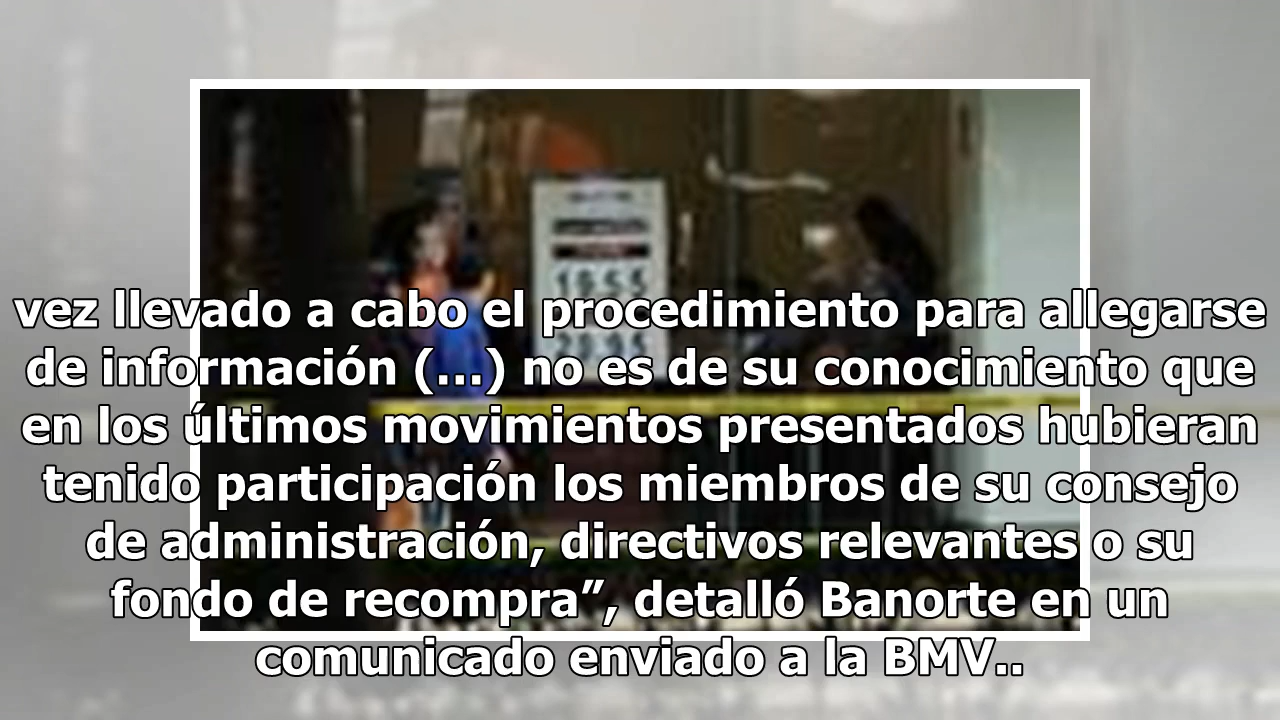 19.55
vez llevado a cabo el procedimiento para allegarse
de información (...) no es de su conocimiento que
en los últimos movimientos presentados hubieran
tenido participación los miembros de su consejo
de administración, directivos relevantes o su
fondo de recompra”, detalló Banorte en un
comunicado enviado a la BMV..